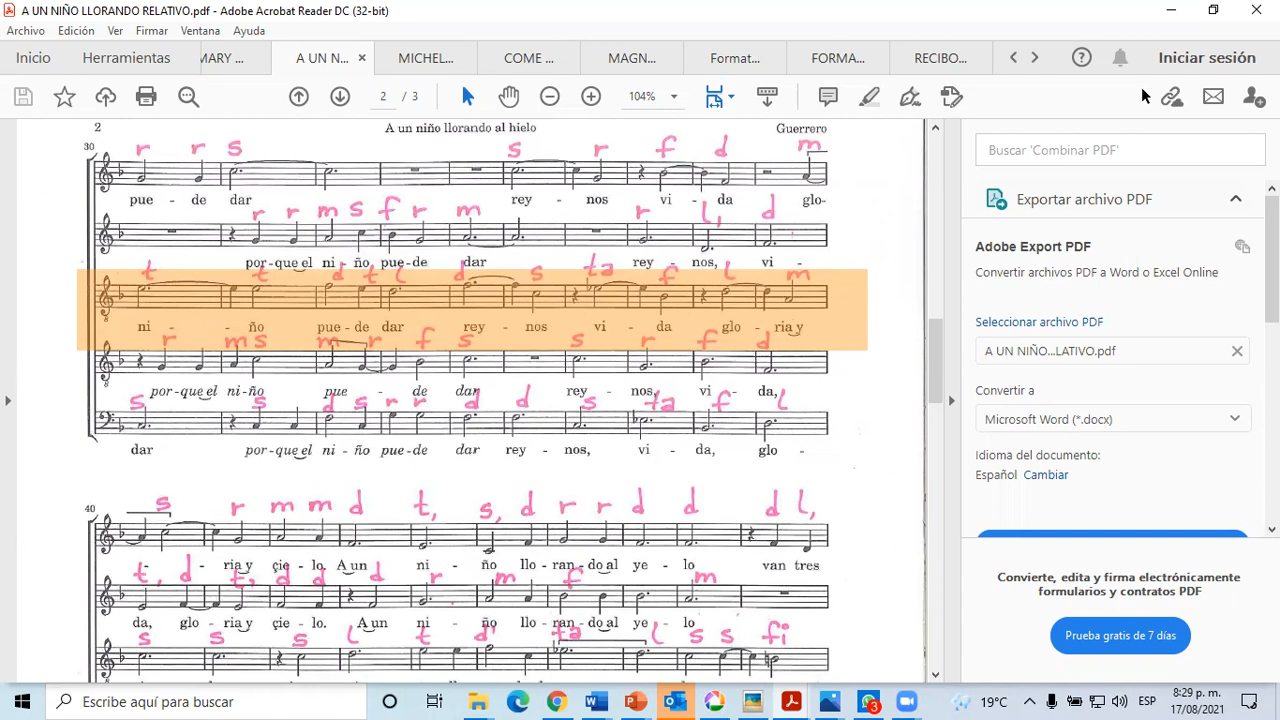 A UN NIÑO LLORANDO RELATIVO.pdf - Adobe Acrobat Reader DC (32-bit)
Archivo Edición Ver Firmar Ventana Ayuda
Inicio Herramientas MARY ... A UN N... × MICHEL... COME ... MAGN... Format... FORMA... RECIBO... Iniciar sesión
2 / 3 104%
2 A un niño llorando al hielo Guerrero
30
r r s s r f d m
pue - de dar rey - nos vi - da glo-
r r m s f r m r l, d
por-que el ni - ño pue-de dar rey - nos, vi -
t t d t l d s ta f l m
ni - - ño pue - de dar rey - nos vi - da glo - ria y
r m s m r f s s r f d
por-que el ni-ño pue - de dar rey - nos, vi - da,
s s d s r r d d s ta f l
dar por-que el ni - ño pue-de dar rey - nos, vi - da, glo -
40
s r m m d t, s, d r r d d d l,
- ria y çie - lo. A un ni - ño llo - ran - do al ye - lo van tres
t, d t, d d d r m f m
da, glo - ria y çie - lo. A un ni - ño llo - ran - do al ye - lo
s s s l t d' ta l s s fi
Buscar 'Combinar PDF'
Exportar archivo PDF
Adobe Export PDF
Convierte archivos PDF a Word o Excel Online
Seleccionar archivo PDF
A UN NIÑO...LATIVO.pdf
Convertir a
Microsoft Word (*.docx)
Idioma del documento:
Español Cambiar
Convierte, edita y firma electrónicamente
formularios y contratos PDF
Prueba gratis de 7 días
Escribe aquí para buscar
3
19°C
ESP
8:29 p. m.
17/08/2021